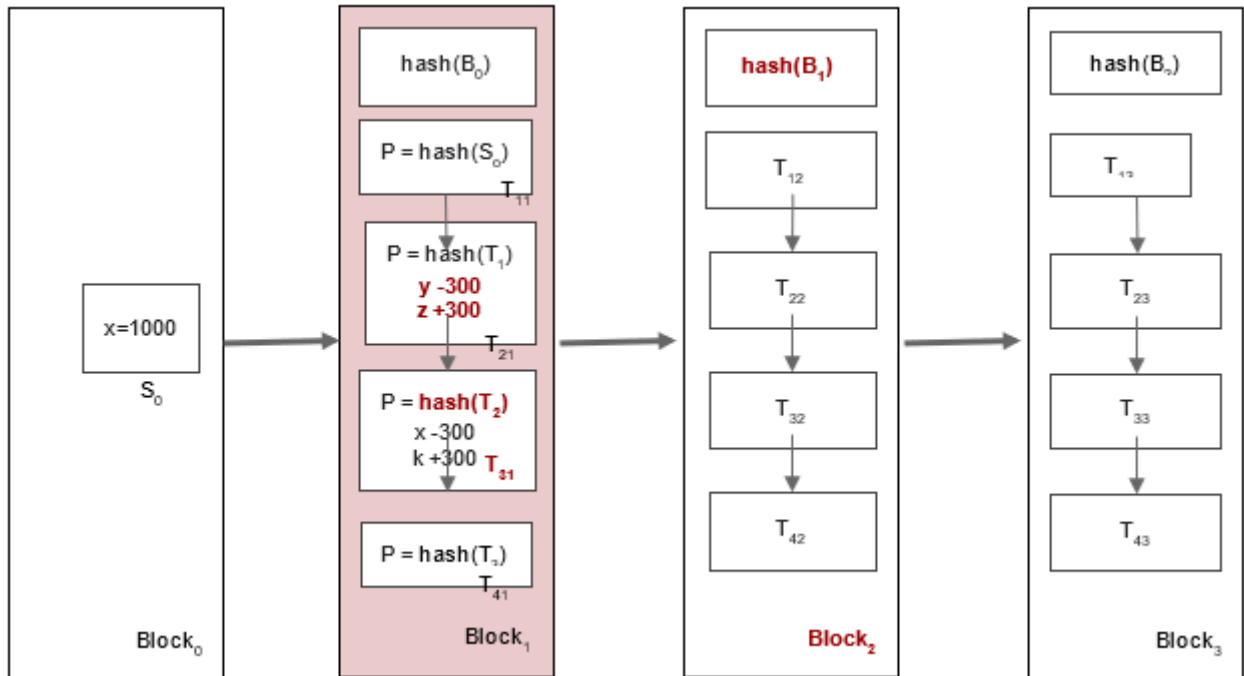 x=1000
S₀
Block₀
hash(B₀)
P = hash(S₀)
T₁₁
P = hash(T₁)
y -300
z +300
T₂₁
P = hash(T₂)
x -300
k +300
T₃₁
P = hash(T₃)
T₄₁
Block₁
hash(B₁)
T₁₂
T₂₂
T₃₂
T₄₂
Block₂
hash(B₂)
T₁₃
T₂₃
T₃₃
T₄₃
Block₃